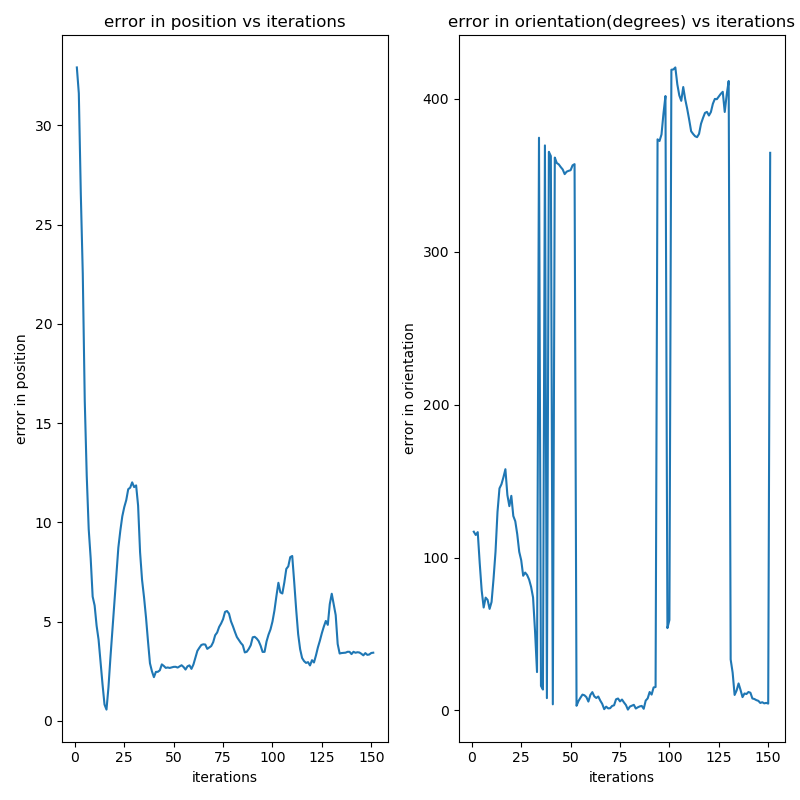 error in position vs iterations
error in position
30
25
20
15
10
5
0
0 25 50 75 100 125 150
iterations
error in orientation(degrees) vs iterations
error in orientation
400
300
200
100
0
0 25 50 75 100 125 150
iterations